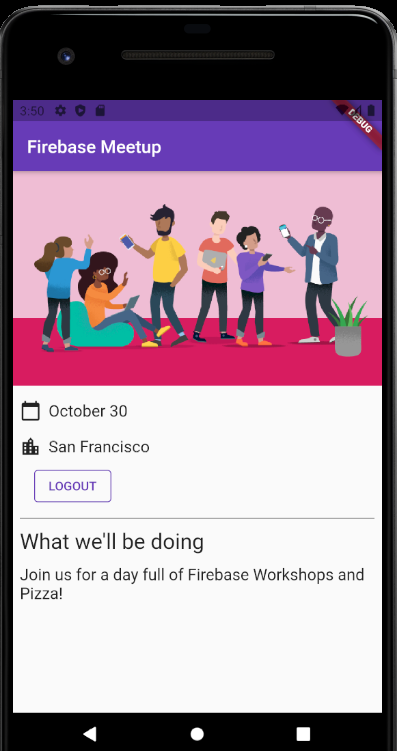 3:50
DEBUG
Firebase Meetup
October 30
San Francisco
LOGOUT
What we'll be doing
Join us for a day full of Firebase Workshops and
Pizza!